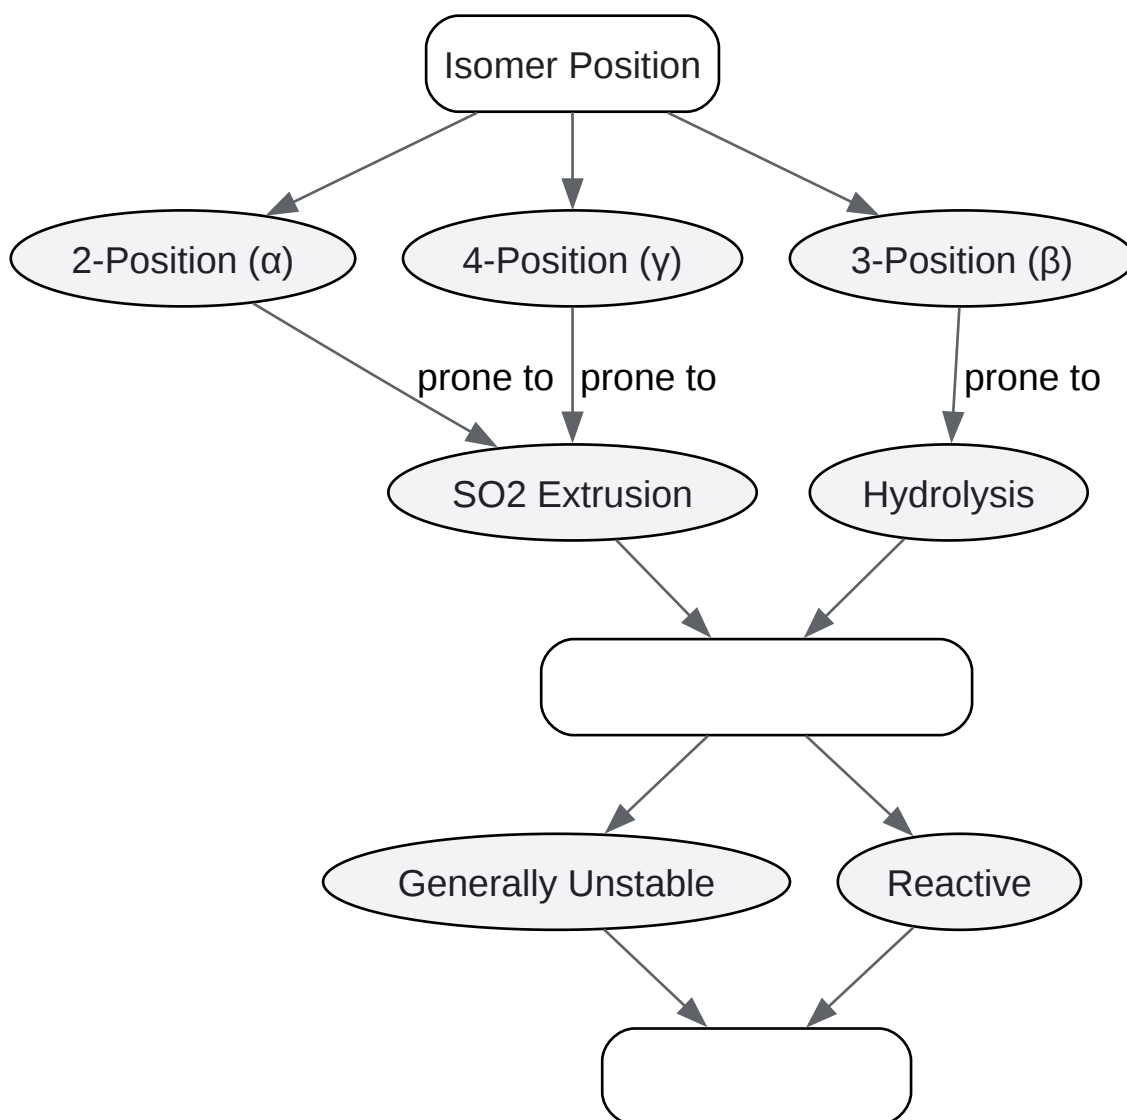 Isomer Position
2-Position (α)
4-Position (γ)
3-Position (β)
prone to
prone to
prone to
SO2 Extrusion
Hydrolysis
Generally Unstable
Reactive